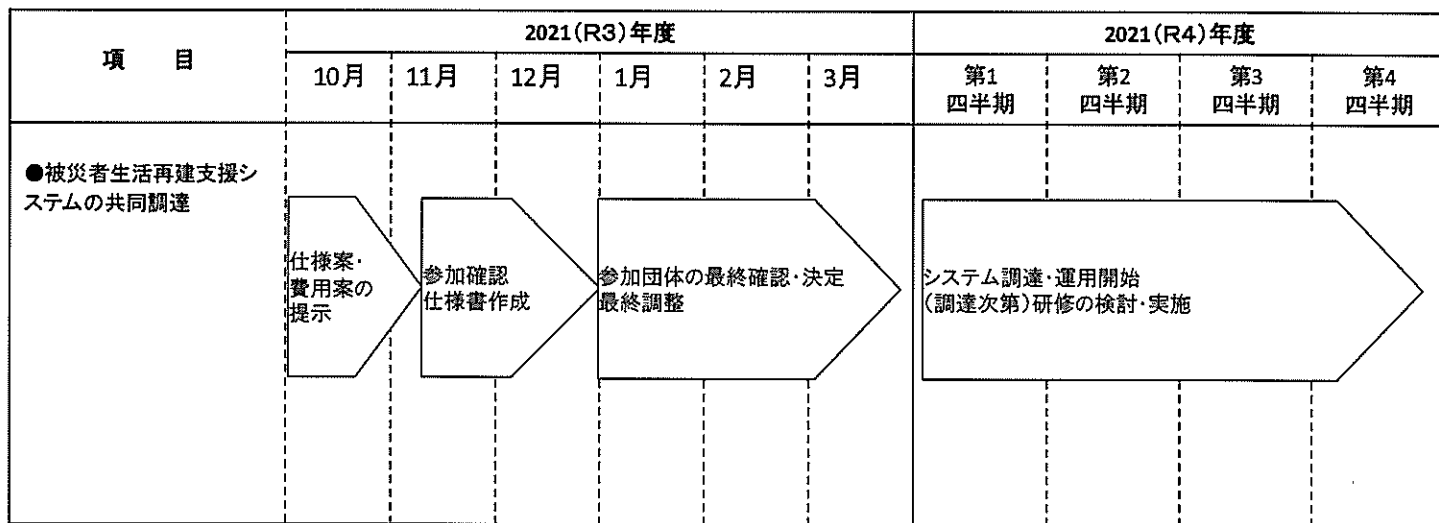 項　　目
2021(R3)年度
2021(R4)年度
10月
11月
12月
1月
2月
3月
第1
四半期
第2
四半期
第3
四半期
第4
四半期
●被災者生活再建支援シ
ステムの共同調達
仕様案・
費用案の
提示
参加確認
仕様書作成
参加団体の最終確認・決定
最終調整
システム調達・運用開始
(調達次第)研修の検討・実施